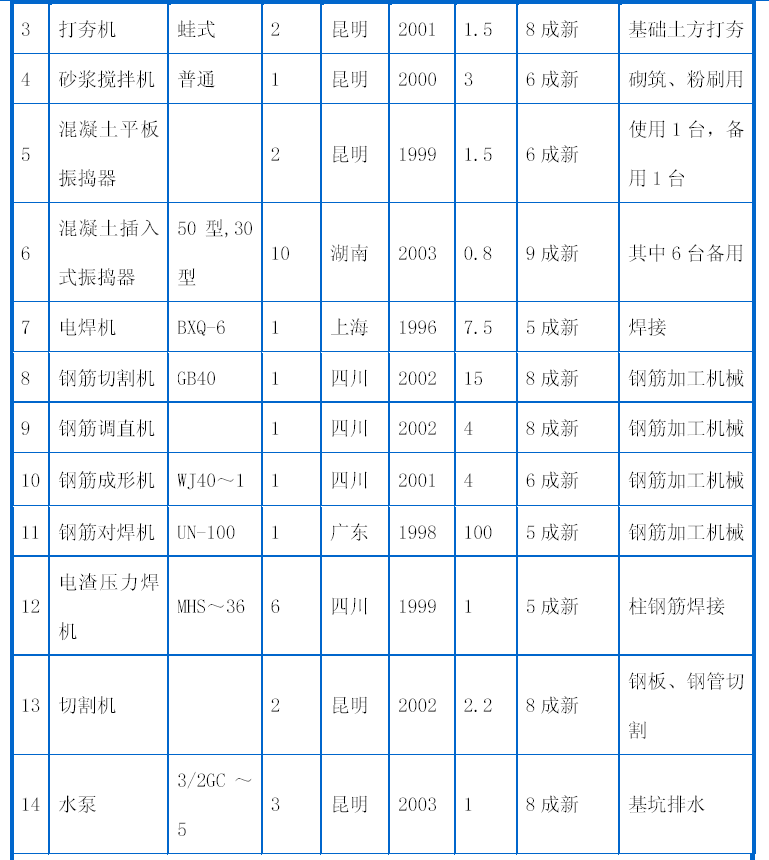 3 打夯机 蛙式 2 昆明 2001 1.5 8成新 基础土方打夯
4 砂浆搅拌机 普通 1 昆明 2000 3 6成新 砌筑、粉刷用
5 混凝土平板振捣器 2 昆明 1999 1.5 6成新 使用1台，备用1台
6 混凝土插入式振捣器 50型,30型 10 湖南 2003 0.8 9成新 其中6台备用
7 电焊机 BXQ-6 1 上海 1996 7.5 5成新 焊接
8 钢筋切割机 GB40 1 四川 2002 15 8成新 钢筋加工机械
9 钢筋调直机 1 四川 2002 4 8成新 钢筋加工机械
10 钢筋成形机 WJ40～1 1 四川 2001 4 6成新 钢筋加工机械
11 钢筋对焊机 UN-100 1 广东 1998 100 5成新 钢筋加工机械
12 电渣压力焊机 MHS～36 6 四川 1999 1 5成新 柱钢筋焊接
13 切割机 2 昆明 2002 2.2 8成新 钢板、钢管切割
14 水泵 3/2GC～5 3 昆明 2003 1 8成新 基坑排水